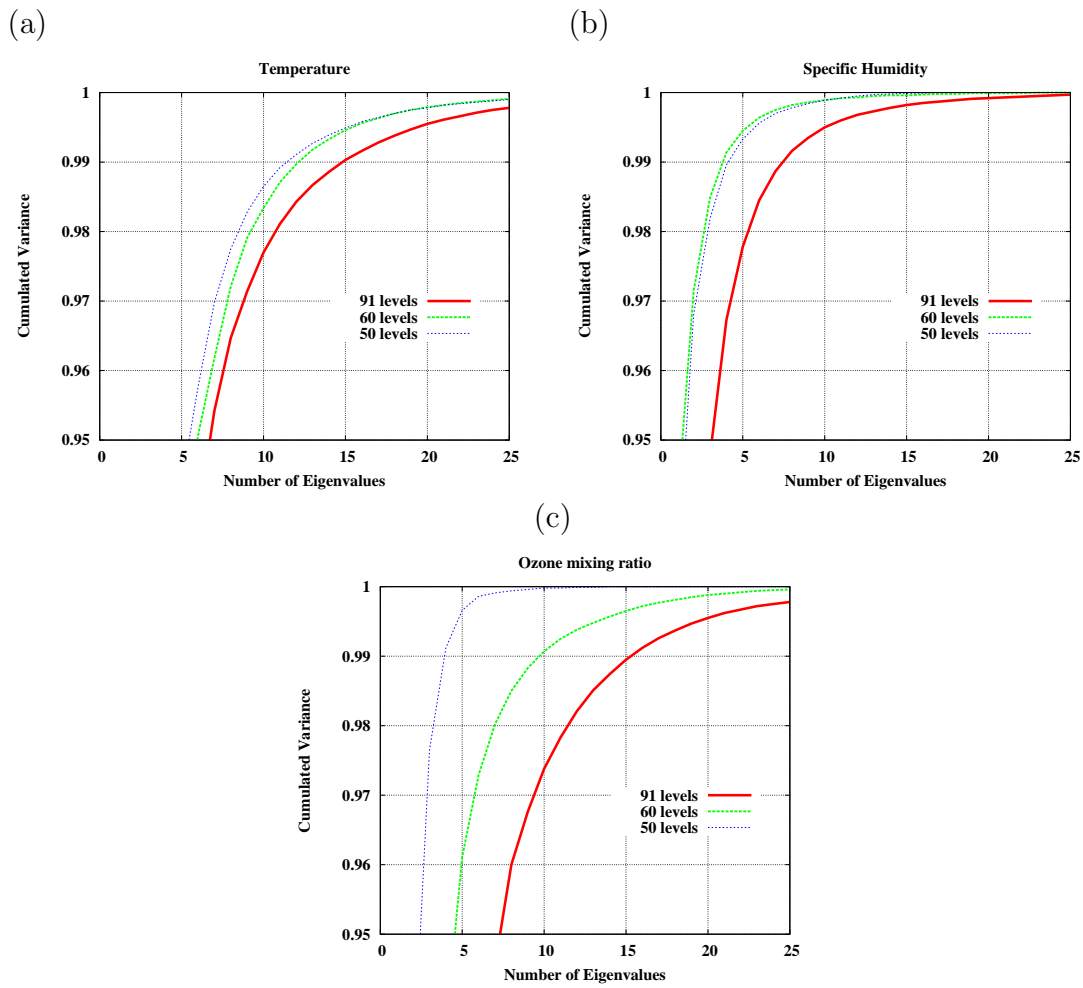 (a)
Temperature
Cumulated Variance
1
0.99
0.98
0.97
0.96
0.95
91 levels
60 levels
50 levels
0 5 10 15 20 25
Number of Eigenvalues
(b)
Specific Humidity
Cumulated Variance
1
0.99
0.98
0.97
0.96
0.95
91 levels
60 levels
50 levels
0 5 10 15 20 25
Number of Eigenvalues
(c)
Ozone mixing ratio
Cumulated Variance
1
0.99
0.98
0.97
0.96
0.95
91 levels
60 levels
50 levels
0 5 10 15 20 25
Number of Eigenvalues